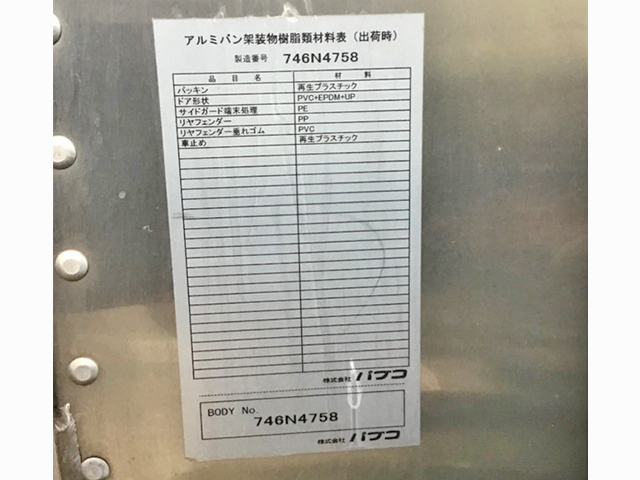 アルミバン架装物樹脂類材料表（出荷時）
製造番号 746N4758
品目名 材料
パッキン 再生プラスチック
ドア形状 PVC+EPDM+UP
サイドガード端末処理 PE
リヤフェンダー PP
リヤフェンダー垂れゴム PVC
車止め 再生プラスチック
株式会社 パブコ
BODY No. 746N4758
株式会社 パブコ